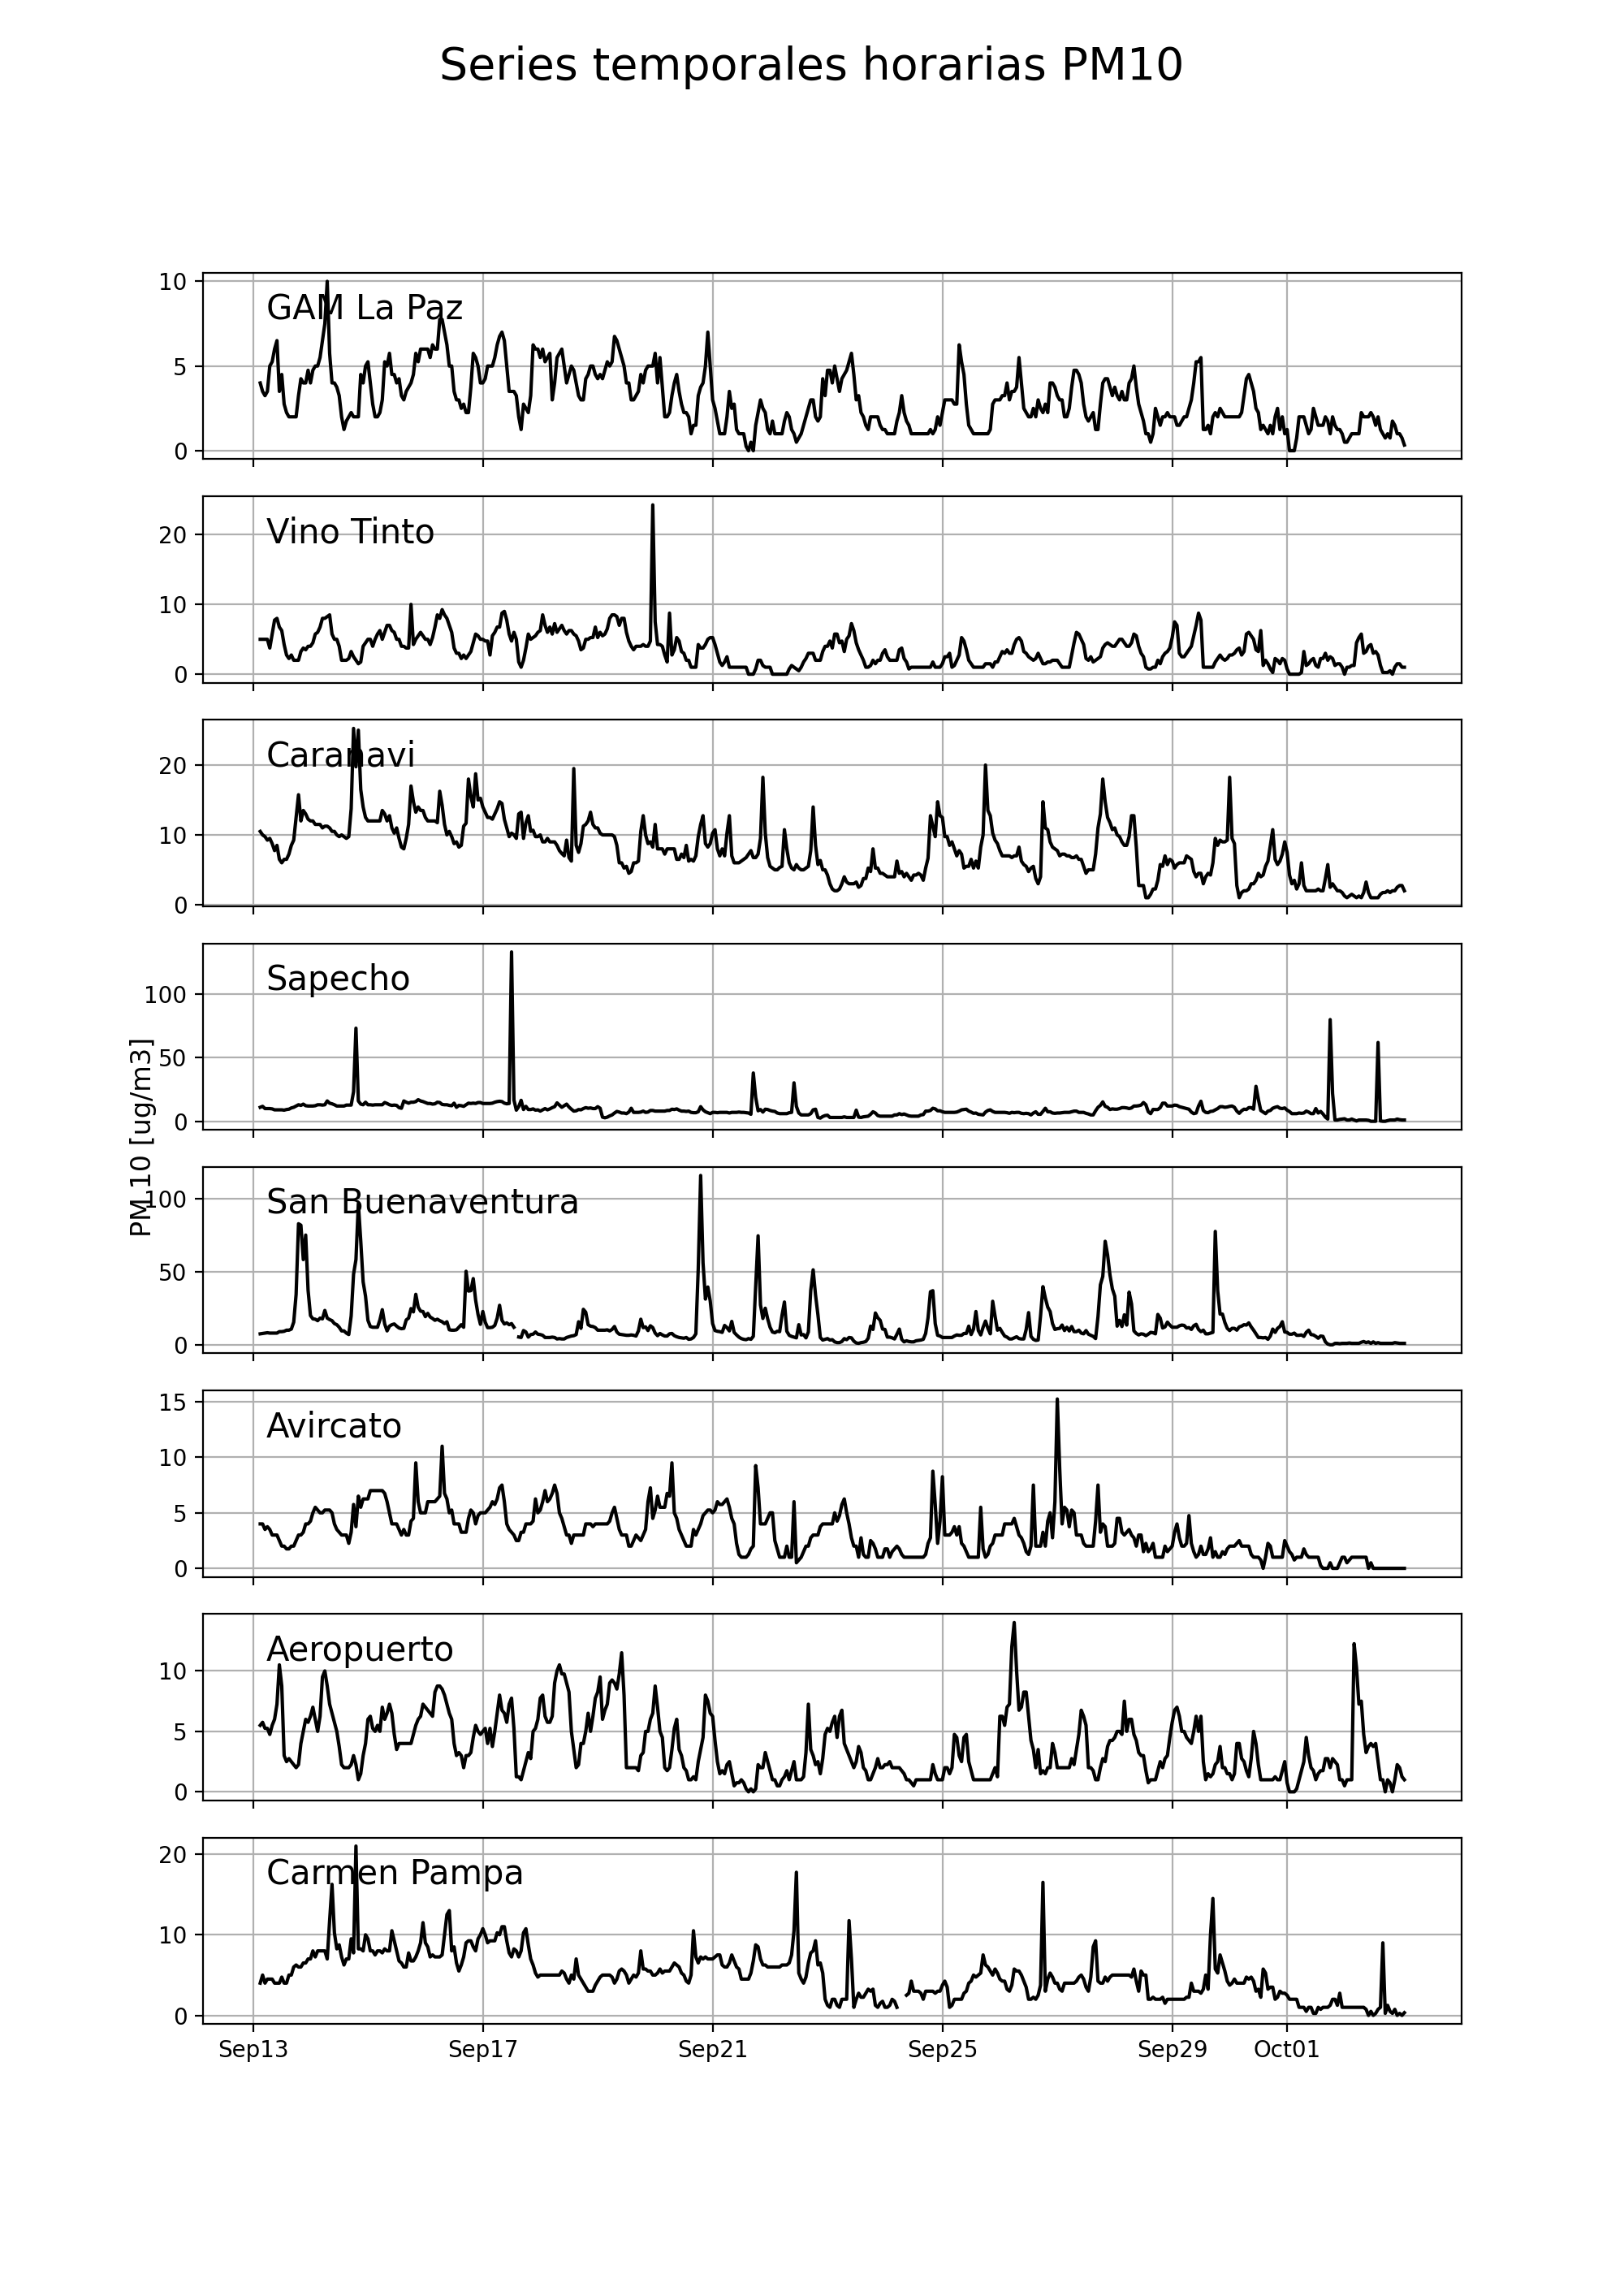 Series temporales horarias PM10
GAM La Paz
10
5
0
Vino Tinto
20
10
0
Caranavi
20
10
0
Sapecho
100
50
0
PM 10 [ug/m3]
San Buenaventura
100
50
0
Avircato
15
10
5
0
Aeropuerto
10
5
0
Carmen Pampa
20
10
0
Sep13 Sep17 Sep21 Sep25 Sep29 Oct01